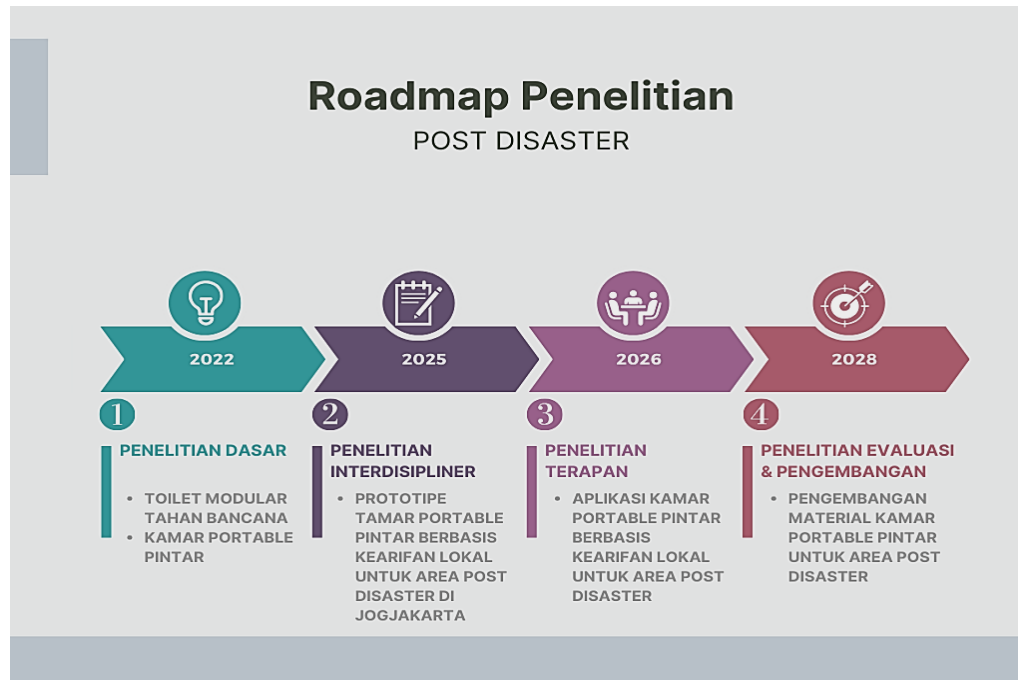 Roadmap Penelitian
POST DISASTER
2022
2025
2026
2028
1
PENELITIAN DASAR
• TOILET MODULAR
TAHAN BANCANA
• KAMAR PORTABLE
PINTAR
2
PENELITIAN
INTERDISIPLINER
• PROTOTIPE
TAMAR PORTABLE
PINTAR BERBASIS
KEARIFAN LOKAL
UNTUK AREA POST
DISASTER DI
JOGJAKARTA
3
PENELITIAN
TERAPAN
• APLIKASI KAMAR
PORTABLE PINTAR
BERBASIS
KEARIFAN LOKAL
UNTUK AREA POST
DISASTER
4
PENELITIAN EVALUASI
& PENGEMBANGAN
• PENGEMBANGAN
MATERIAL KAMAR
PORTABLE PINTAR
UNTUK AREA POST
DISASTER